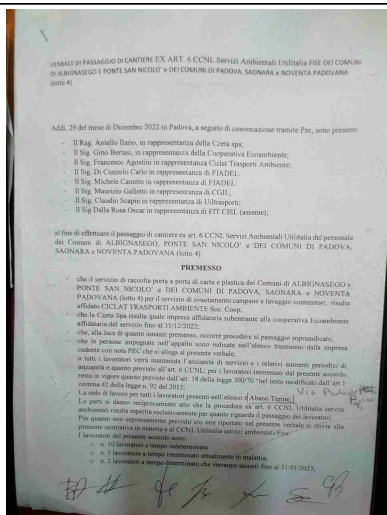 VERBALE DI PASSAGGIO DI CANTIERE EX ART. 6 CCNL Servizi Ambientali Utilitalia FISE DEI COMUNI
DI ALBIGNASEGO E PONTE SAN NICOLO' e DEI COMUNI DI PADOVA, SAONARA e NOVENTA PADOVANA
(lotto 4)
Addì, 29 del mese di Dicembre 2022 in Padova, a seguito di convocazione tramite Pec, sono presenti:
- Il Rag. Aniello Ilario, in rappresentanza della Czeta spa;
- Il Sig. Gino Bertasi, in rappresentanza della Cooperativa Ecoambiente;
- Il Sig. Francesco Agostini in rappresentanza Ciclat Trasporti Ambiente;
- Il Sig. Di Cunzolo Carlo in rappresentanza di FIADEL;
- Il Sig. Michele Cannito in rappresentanza di FIADEL;
- Il Sig. Maurizio Galletto in rappresentanza di CGIL;
- Il Sig. Claudio Scapin in rappresentanza di Uiltrasporti;
- Il Sig Dalla Rosa Oscar in rappresentanza di FIT CISL (assente);
al fine di effettuare il passaggio di cantiere ex art. 6 CCNL Servizi Ambientali Utilitalia del personale
dei Comuni di ALBIGNASEGO, PONTE SAN NICOLO' e DEI COMUNI DI PADOVA,
SAONARA e NOVENTA PADOVANA (lotto 4)
PREMESSO
- che il servizio di raccolta porta a porta di carta e plastica dei Comuni di ALBIGNASEGO e
PONTE SAN NICOLO' e DEI COMUNI DI PADOVA, SAONARA e NOVENTA
PADOVANA (lotto 4) per il servizio di svuotamento campane e lavaggio contenitori, risulta
affidato CICLAT TRASPORTI AMBIENTE Soc. Coop;
- che la Czeta Spa risulta quale impresa affidataria subentrante alla cooperativa Ecoambiente
affidataria del servizio fino al 31/12/2022;
- che, alla luce di quanto innanzi premesso, occorre procedere al passaggio sopraindicato;
- che le persone impegnate nell'appalto sono indicate nell'elenco trasmesso dalla impresa
cedente con nota PEC che si allega al presente verbale;
a tutti i lavoratori verrà mantenuta l'anzianità di servizio e i relativi aumenti periodici di
anzianità e quanto previsto all'art. 6 CCNL; per i lavoratori interessati dal presente accordo
resta in vigore quanto previsto dall'art. 18 della legge 300/70 "nel testo modificato dall'art 1
comma 42 della legge n. 92 del 2012;
La sede di lavoro per tutti i lavoratori presenti nell'elenco è Abano Terme;
Le parti si danno reciprocamente atto che la procedura ex art. 6 CCNL Utilitalia servizi
ambientali risulta esperita esclusivamente per quanto riguarda il passaggio dei lavoratori;
Per quanto non espressamente previsto e/o non riportato nel presente verbale si rinvia alla
presente normativa in materia e al CCNL Utilitalia Servizi ambientali/Fise.
I lavoratori del presente accordo sono:
o n. 10 lavoratori a tempo indeterminato
o n. 1 lavoratore a tempo interminato attualmente in malattia;
o n. 2 lavoratori a tempo determinato che verranno assunti fino al 31/01/2023;